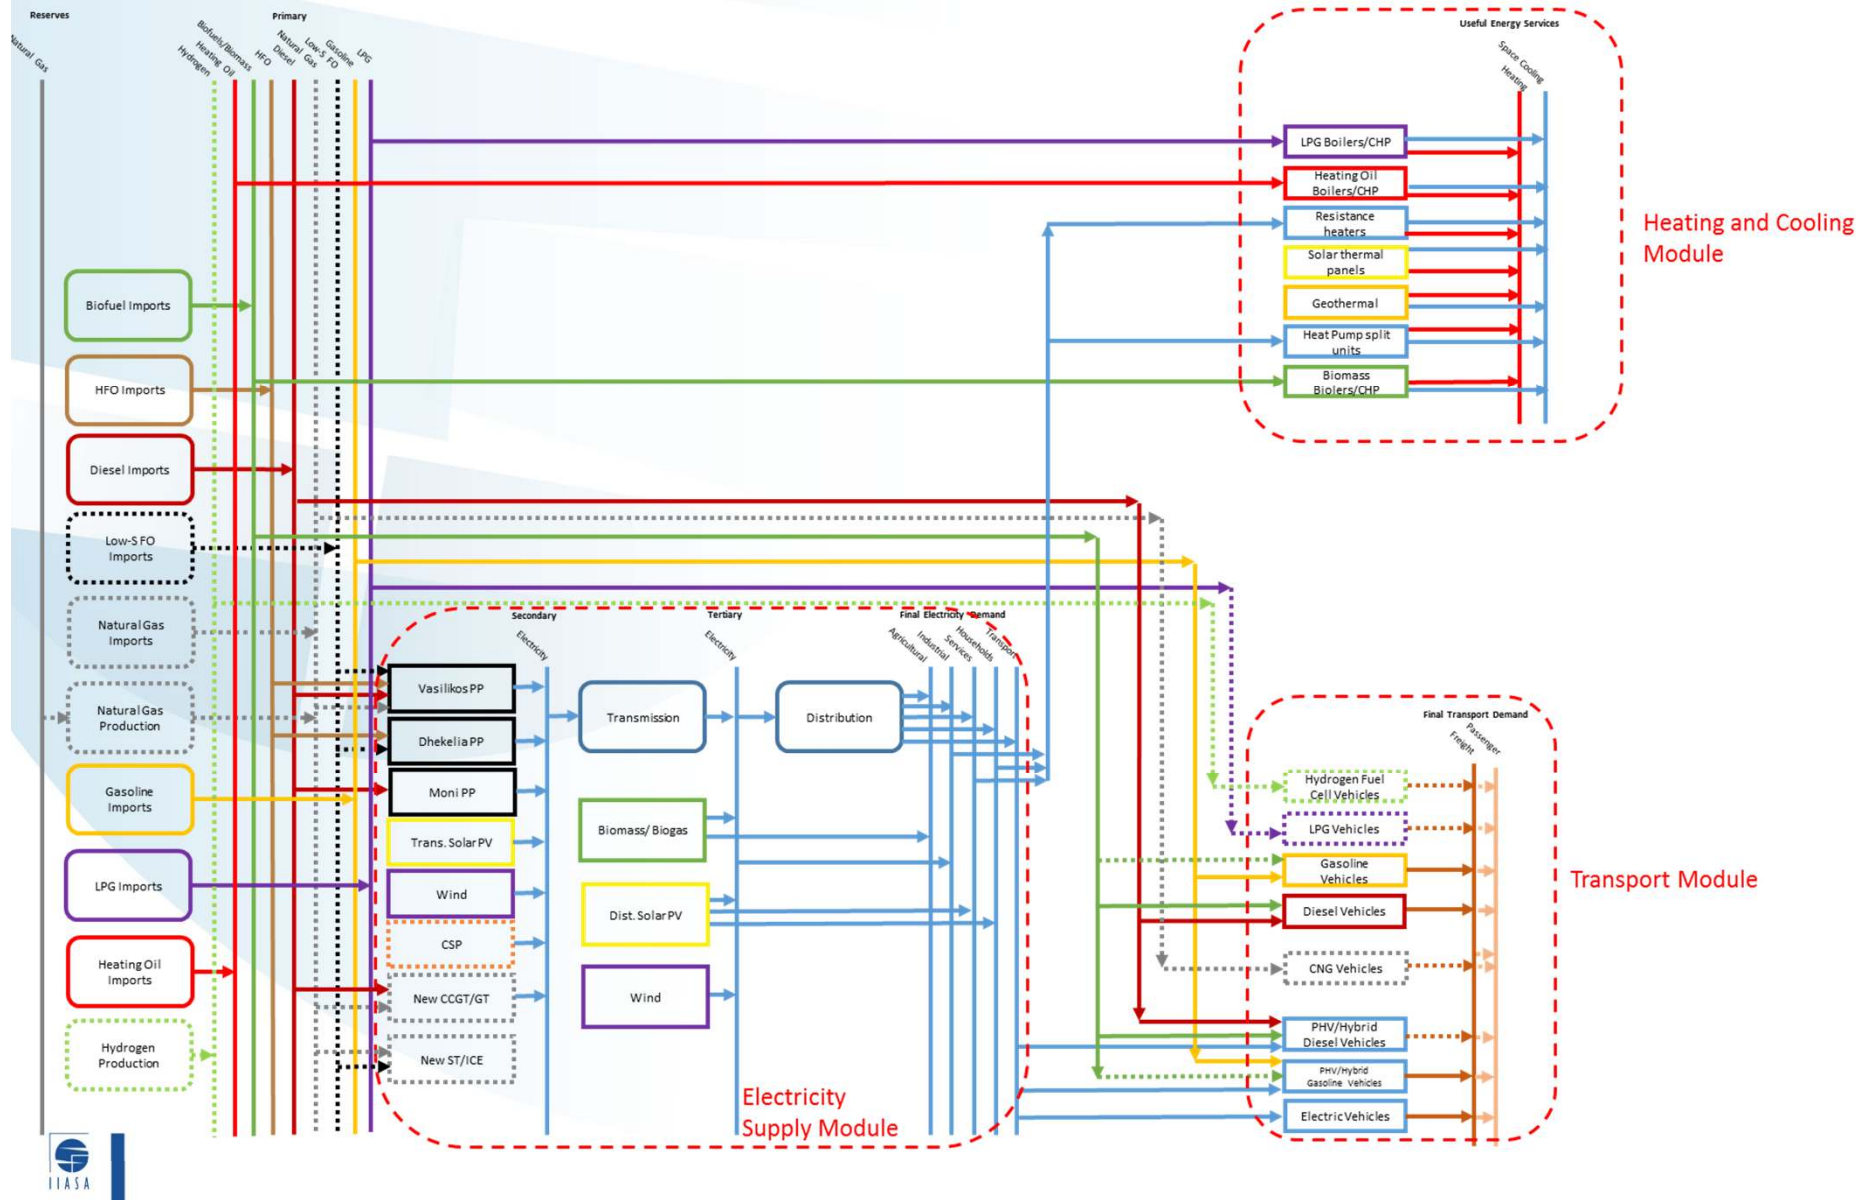 Reserves
Primary
Useful Energy Services
Natural Gas
Hydrogen
Heating Oil
Biofuels/Biomass
HFO
Diesel
Natural Gas
Low-S FO
Gasoline
LPG
Space Cooling
Heating
LPG Boilers/CHP
Heating Oil
Boilers/CHP
Resistance
heaters
Solar thermal
panels
Geothermal
Heat Pump split
units
Biomass
Biolers/CHP
Heating and Cooling
Module
Biofuel Imports
HFO Imports
Diesel Imports
Low-S FO
Imports
Natural Gas
Imports
Natural Gas
Production
Gasoline
Imports
LPG Imports
Heating Oil
Imports
Hydrogen
Production
Secondary
Tertiary
Final Electricity Demand
Electricity
Electricity
Agricultural
Industrial
Services
Households
Transport
Vasilikos PP
Dhekelia PP
Moni PP
Trans. Solar PV
Wind
CSP
New CCGT/GT
New ST/ICE
Transmission
Distribution
Biomass/ Biogas
Dist. Solar PV
Wind
Electricity
Supply Module
Final Transport Demand
Freight
Passenger
Hydrogen Fuel
Cell Vehicles
LPG Vehicles
Gasoline
Vehicles
Diesel Vehicles
CNG Vehicles
PHV/Hybrid
Diesel Vehicles
PHV/Hybrid
Gasoline Vehicles
Electric Vehicles
Transport Module
IIASA